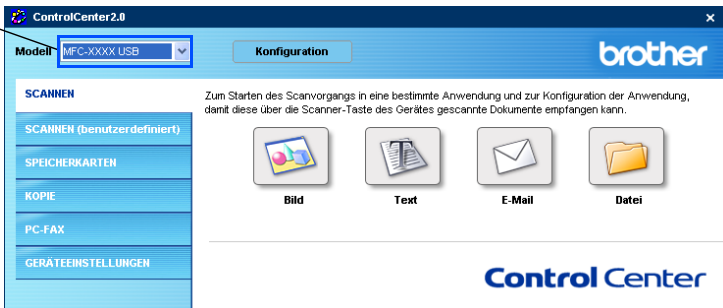 ControlCenter2.0
Modell MFC-XXXX USB Konfiguration brother
SCANNEN
SCANNEN (benutzerdefiniert)
SPEICHERKARTEN
KOPIE
PC-FAX
GERÄTEEINSTELLUNGEN
Zum Starten des Scanvorgangs in eine bestimmte Anwendung und zur Konfiguration der Anwendung,
damit diese über die Scanner-Taste des Gerätes gescannte Dokumente empfangen kann.
Bild Text E-Mail Datei
Control Center